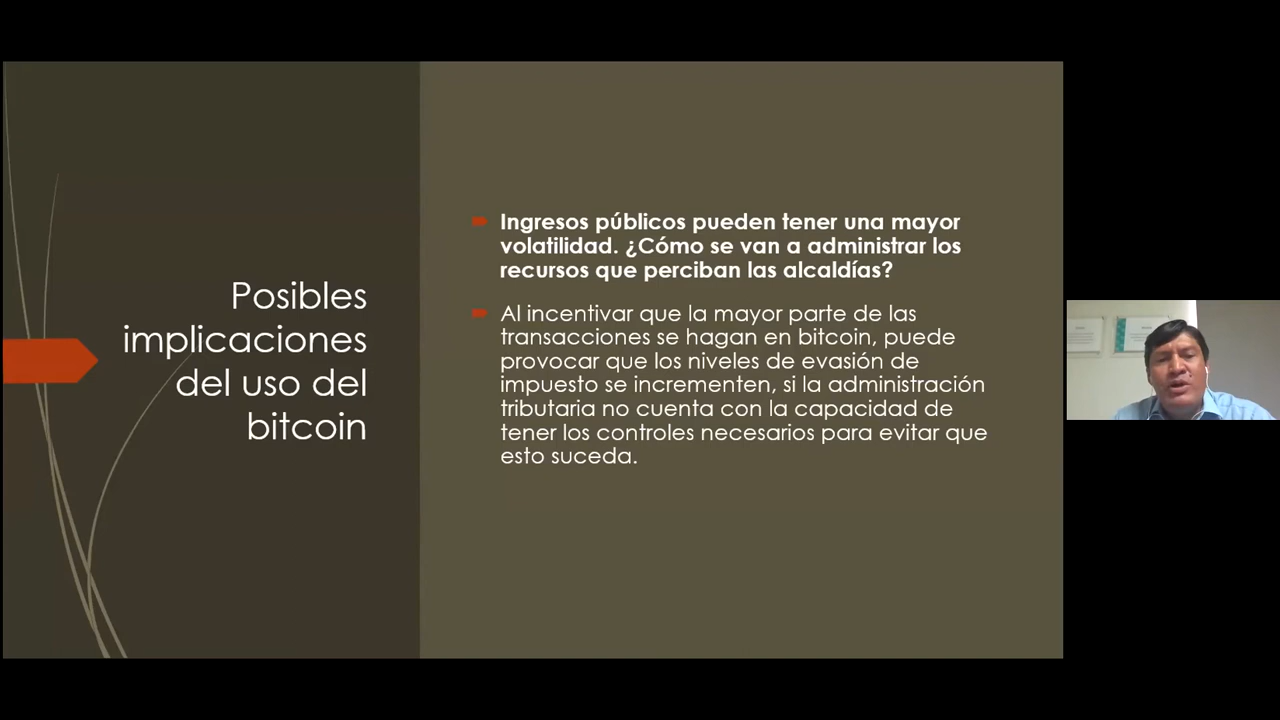 Posibles
implicaciones
del uso del
bitcoin
Ingresos públicos pueden tener una mayor
volatilidad. ¿Cómo se van a administrar los
recursos que perciban las alcaldías?
Al incentivar que la mayor parte de las
transacciones se hagan en bitcoin, puede
provocar que los niveles de evasión de
impuesto se incrementen, si la administración
tributaria no cuenta con la capacidad de
tener los controles necesarios para evitar que
esto suceda.